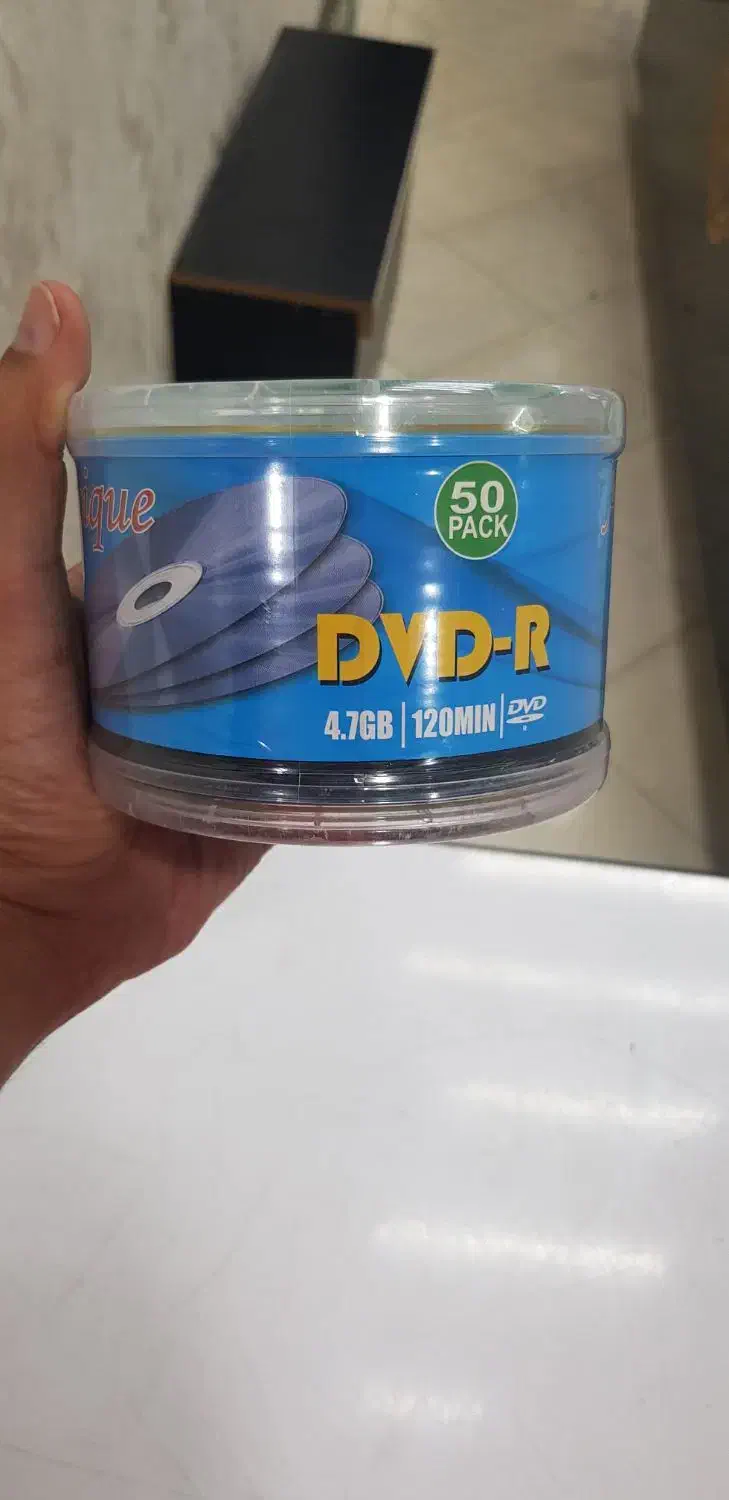 ique
50
PACK
DVD-R
4.7GB | 120MIN | DVD
R